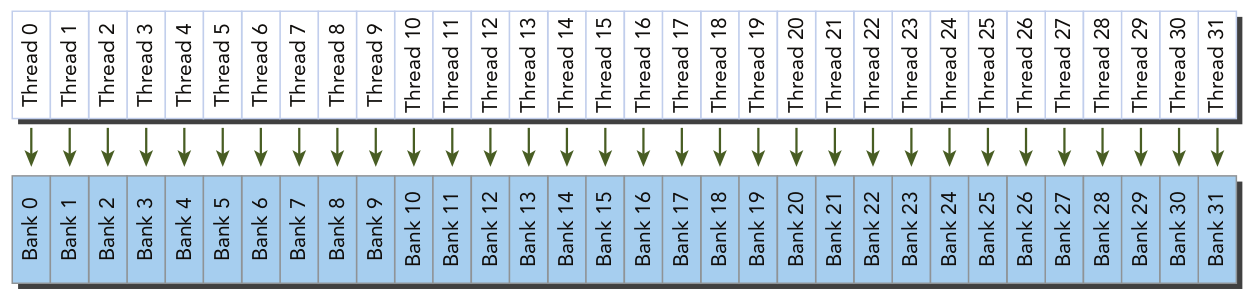 Thread 0
Thread 1
Thread 2
Thread 3
Thread 4
Thread 5
Thread 6
Thread 7
Thread 8
Thread 9
Thread 10
Thread 11
Thread 12
Thread 13
Thread 14
Thread 15
Thread 16
Thread 17
Thread 18
Thread 19
Thread 20
Thread 21
Thread 22
Thread 23
Thread 24
Thread 25
Thread 26
Thread 27
Thread 28
Thread 29
Thread 30
Thread 31
Bank 0
Bank 1
Bank 2
Bank 3
Bank 4
Bank 5
Bank 6
Bank 7
Bank 8
Bank 9
Bank 10
Bank 11
Bank 12
Bank 13
Bank 14
Bank 15
Bank 16
Bank 17
Bank 18
Bank 19
Bank 20
Bank 21
Bank 22
Bank 23
Bank 24
Bank 25
Bank 26
Bank 27
Bank 28
Bank 29
Bank 30
Bank 31